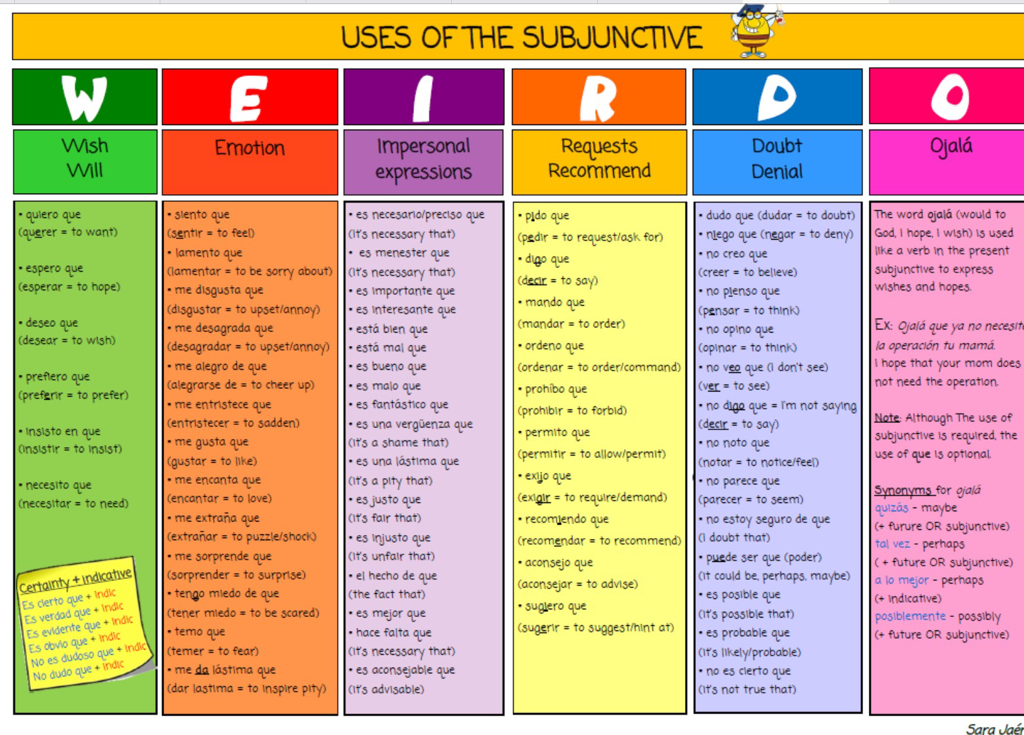 USES OF THE SUBJUNCTIVE
W
E
I
R
D
O
Wish
Will
Emotion
Impersonal
expressions
Requests
Recommend
Doubt
Denial
Ojalá
• quiero que
(querer = to want)
• espero que
(esperar = to hope)
• deseo que
(desear = to wish)
• prefiero que
(preferir = to prefer)
• insisto en que
(insistir = to insist)
• necesito que
(necesitar = to need)
Certainty + indicative
Es cierto que + Indic
Es verdad que + Indic
Es evidente que + Indic
Es obvio que + Indic
No es dudoso que + Indic
No dudo que + Indic
• siento que
(sentir = to feel)
• lamento que
(lamentar = to be sorry about)
• me disgusta que
(disgustar = to upset/annoy)
• me desagrada que
(desagradar = to upset/annoy)
• me alegro de que
(alegrarse de = to cheer up)
• me entristece que
(entristecer = to sadden)
• me gusta que
(gustar = to like)
• me encanta que
(encantar = to love)
• me extraña que
(extrañar = to puzzle/shock)
• me sorprende que
(sorprender = to surprise)
• tengo miedo de que
(tener miedo = to be scared)
• temo que
(temer = to fear)
• me da lástima que
(dar lastima = to inspire pity)
• es necesario/preciso que
(it's necessary that)
• es menester que
(it's necessary that)
• es importante que
• es interesante que
• está bien que
• está mal que
• es bueno que
• es malo que
• es fantástico que
• es una vergüenza que
(it's a shame that)
• es una lástima que
(it's a pity that)
• es justo que
(it's fair that)
• es injusto que
(it's unfair that)
• el hecho de que
(the fact that)
• es mejor que
• hace falta que
(it's necessary that)
• es aconsejable que
(it's advisable)
• pido que
(pedir = to request/ask for)
• digo que
(decir = to say)
• mando que
(mandar = to order)
• ordeno que
(ordenar = to order/command)
• prohíbo que
(prohibir = to forbid)
• permito que
(permitir = to allow/permit)
• exijo que
(exigir = to require/demand)
• recomiendo que
(recomendar = to recommend)
• aconsejo que
(aconsejar = to advise)
• sugiero que
(sugerir = to suggest/hint at)
• dudo que (dudar = to doubt)
• niego que (negar = to deny)
• no creo que
(creer = to believe)
• no pienso que
(pensar = to think)
• no opino que
(opinar = to think)
• no veo que (I don't see)
(ver = to see)
• no digo que = I'm not saying
(decir = to say)
• no noto que
(notar = to notice/feel)
• no parece que
(parecer = to seem)
• no estoy seguro de que
(I doubt that)
• puede ser que (poder)
(it could be, perhaps, maybe)
• es posible que
(it's possible that)
• es probable que
(it's likely/probable)
• no es cierto que
(it's not true that)
The word ojalá (would to
God, I hope, I wish) is used
like a verb in the present
subjunctive to express
wishes and hopes.
Ex: Ojalá que ya no necesit
la operación tu mamá.
I hope that your mom does
not need the operation.
Note: Although The use of
subjunctive is required, the
use of que is optional.
Synonyms for ojalá
quizás - maybe
(+ furure OR subjunctive)
tal vez - perhaps
( + future OR subjunctive)
a lo mejor - perhaps
(+ indicative)
posiblemente - possibly
(+ future OR subjunctive)
Sara Jaér